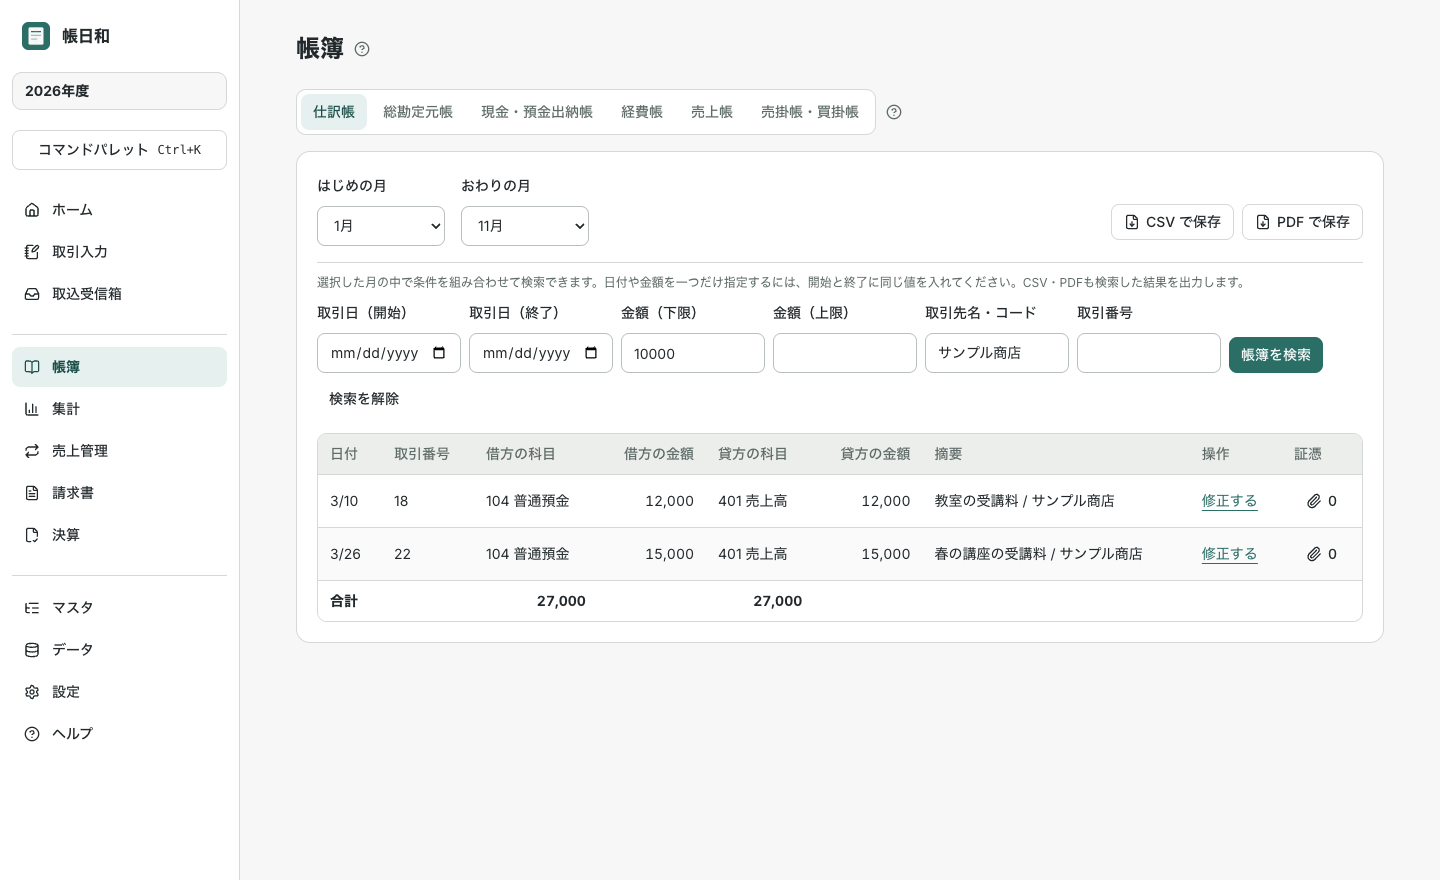 帳日和
2026年度
コマンドパレット Ctrl+K
ホーム
取引入力
取込受信箱
帳簿
集計
売上管理
請求書
決算
マスタ
データ
設定
ヘルプ
帳簿
仕訳帳 総勘定元帳 現金・預金出納帳 経費帳 売上帳 売掛帳・買掛帳
はじめの月 おわりの月
1月 11月 CSV で保存 PDF で保存
選択した月の中で条件を組み合わせて検索できます。日付や金額を一つだけ指定するには、開始と終了に同じ値を入れてください。CSV・PDFも検索した結果を出力します。
取引日（開始） 取引日（終了） 金額（下限） 金額（上限） 取引先名・コード 取引番号
mm/dd/yyyy mm/dd/yyyy 10000 サンプル商店 帳簿を検索
検索を解除
日付 取引番号 借方の科目 借方の金額 貸方の科目 貸方の金額 摘要 操作 証憑
3/10 18 104 普通預金 12,000 401 売上高 12,000 教室の受講料 / サンプル商店 修正する 0
3/26 22 104 普通預金 15,000 401 売上高 15,000 春の講座の受講料 / サンプル商店 修正する 0
合計 27,000 27,000